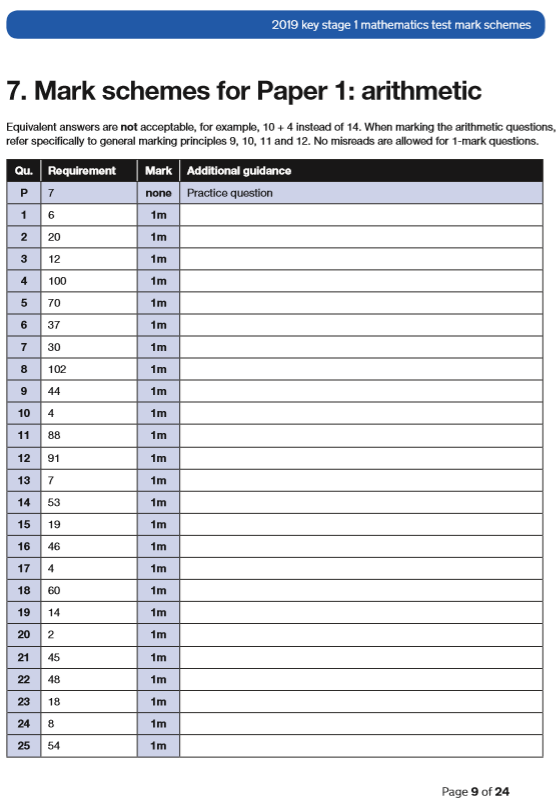 2019 key stage 1 mathematics test mark schemes
7. Mark schemes for Paper 1: arithmetic
Equivalent answers are not acceptable, for example, 10 + 4 instead of 14. When marking the arithmetic questions,
refer specifically to general marking principles 9, 10, 11 and 12. No misreads are allowed for 1-mark questions.
Qu. Requirement Mark Additional guidance
P 7 none Practice question
1 6 1m
2 20 1m
3 12 1m
4 100 1m
5 70 1m
6 37 1m
7 30 1m
8 102 1m
9 44 1m
10 4 1m
11 88 1m
12 91 1m
13 7 1m
14 53 1m
15 19 1m
16 46 1m
17 4 1m
18 60 1m
19 14 1m
20 2 1m
21 45 1m
22 48 1m
23 18 1m
24 8 1m
25 54 1m
Page 9 of 24